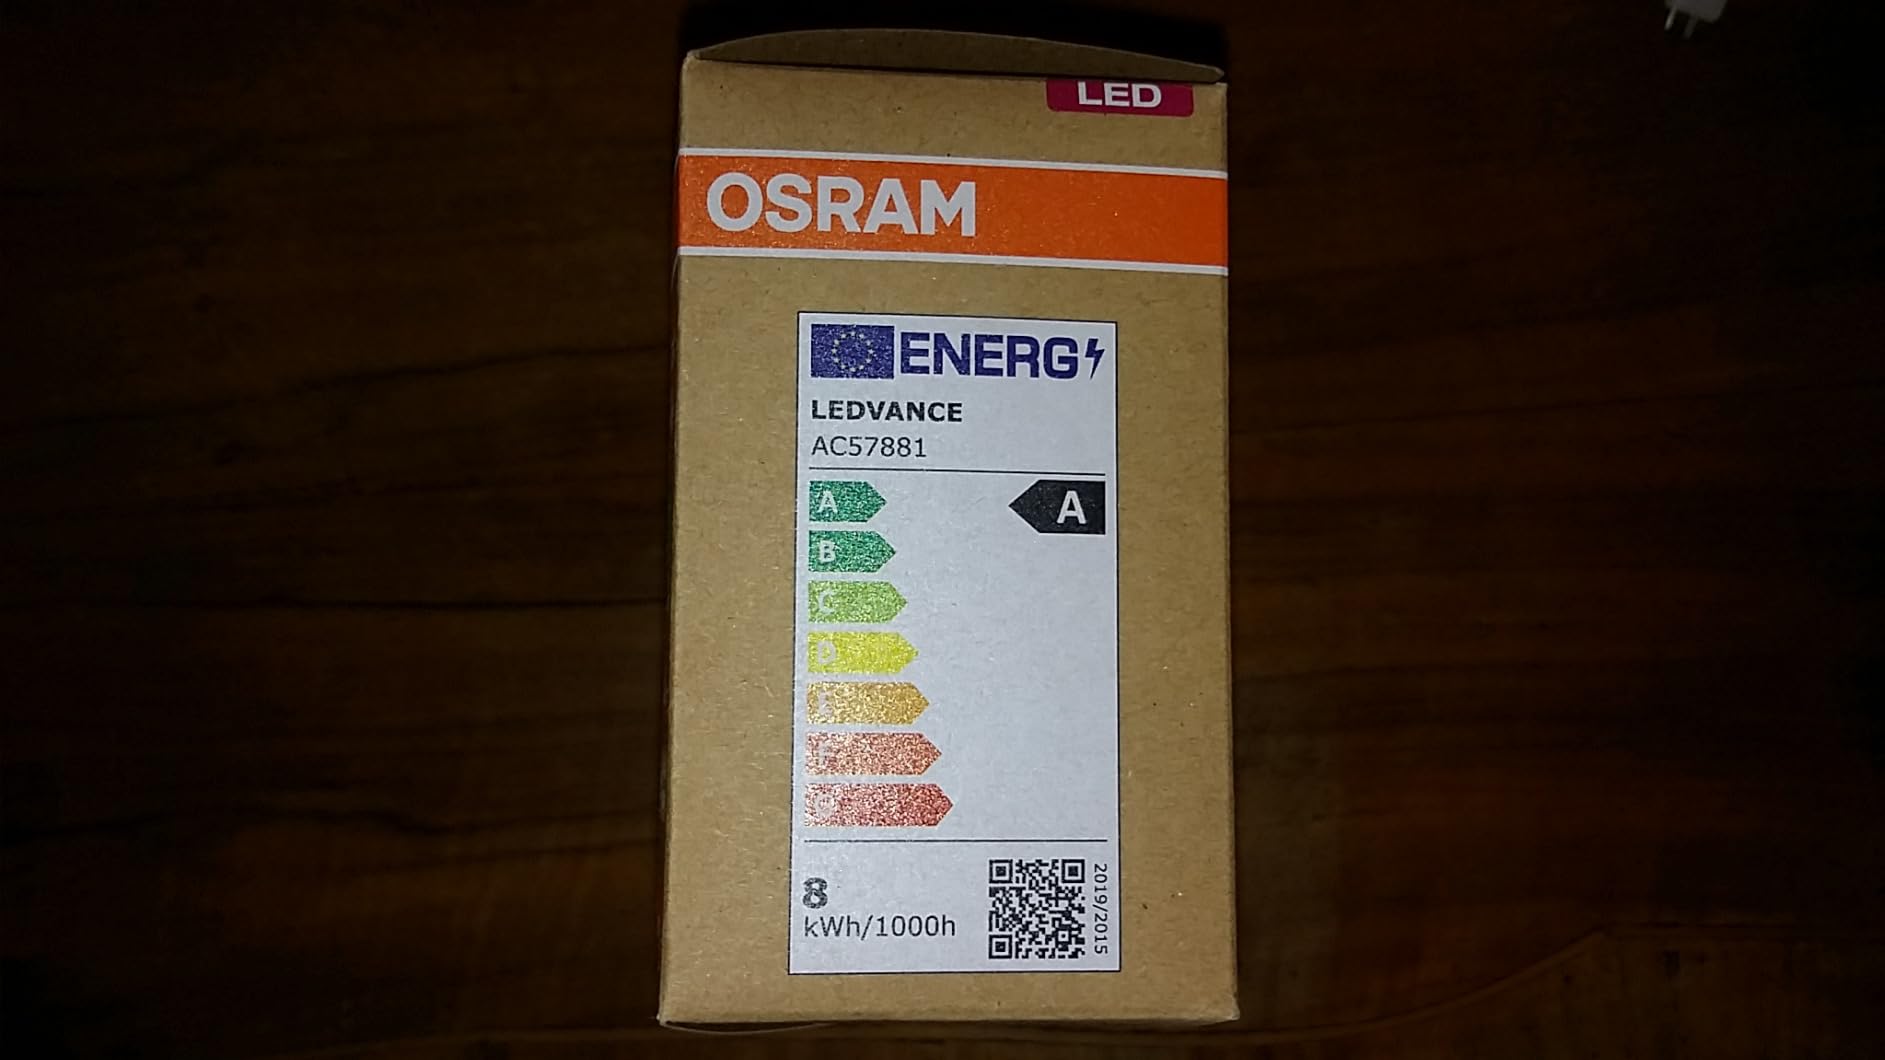 LED
OSRAM
ENERG
LEDVANCE
AC57881
A
A
B
C
D
E
F
G
8
kWh/1000h
2019/2015